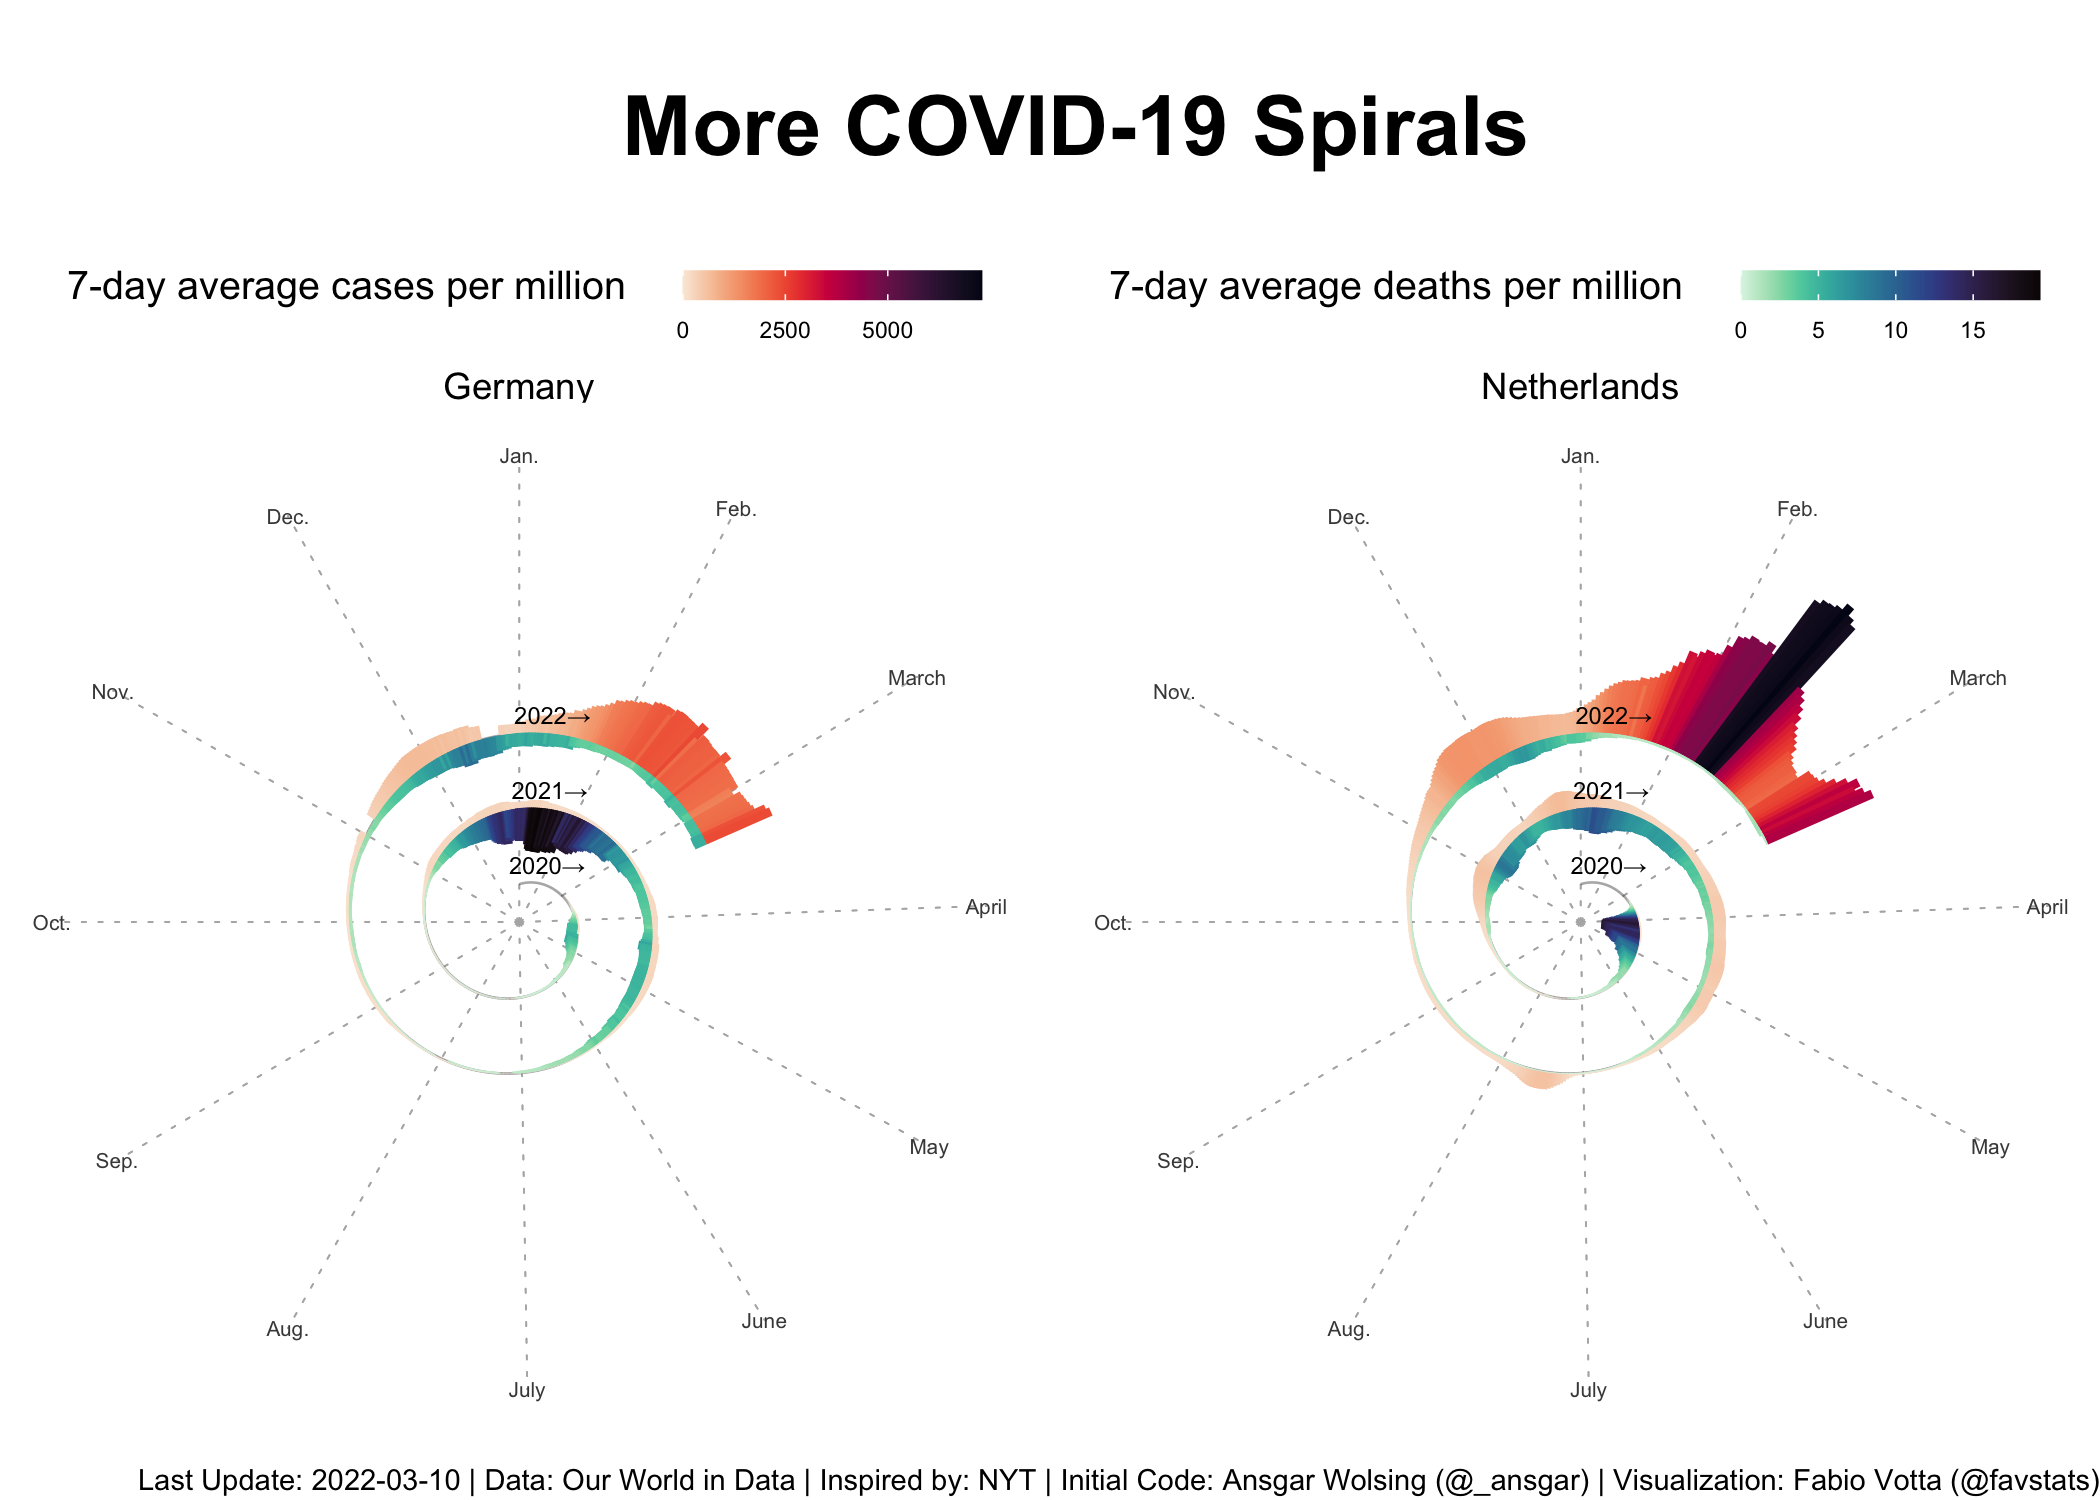 More COVID-19 Spirals
7-day average cases per million
0 2500 5000
7-day average deaths per million
0 5 10 15
Germany
Jan.
Feb.
March
April
May
June
July
Aug.
Sep.
Oct.
Nov.
Dec.
2022→
2021→
2020→
Netherlands
Jan.
Feb.
March
April
May
June
July
Aug.
Sep.
Oct.
Nov.
Dec.
2022→
2021→
2020→
Last Update: 2022-03-10 | Data: Our World in Data | Inspired by: NYT | Initial Code: Ansgar Wolsing (@_ansgar) | Visualization: Fabio Votta (@favstats)